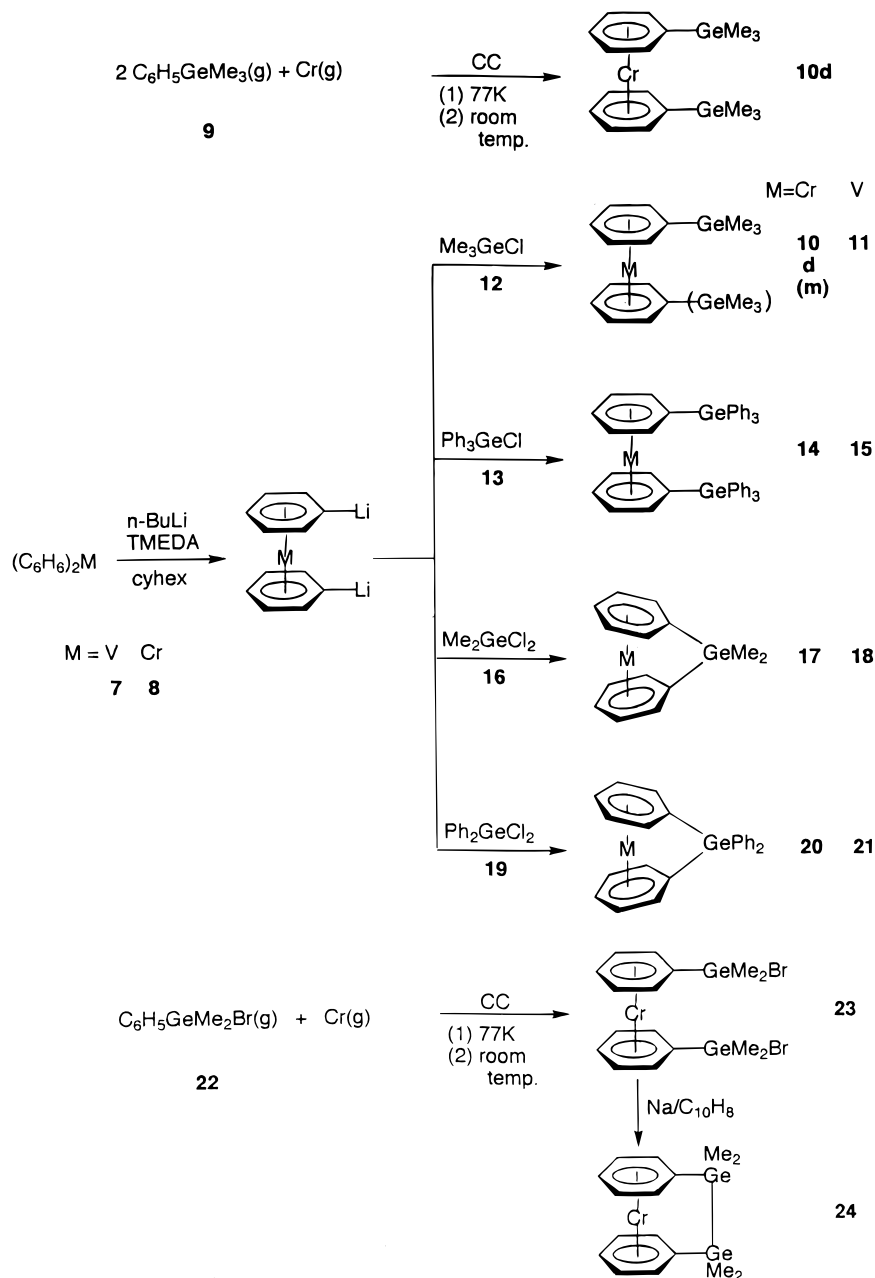 GeMe3
2 C6H5GeMe3(g) + Cr(g)
CC
Cr
10d
(1) 77K
(2) room
temp.
GeMe3
9
M=Cr V
GeMe3
10 11
Me3GeCl
M
d
12
(GeMe3)
(m)
GePh3
Ph3GeCl
M
14 15
13
GePh3
n-BuLi
Li
(C6H6)2M
TMEDA
M
cyhex
Li
Me2GeCl2
M
GeMe2
17 18
M = V Cr
16
7 8
Ph2GeCl2
M
GePh2
20 21
19
GeMe2Br
C6H5GeMe2Br(g) + Cr(g)
CC
Cr
23
(1) 77K
(2) room
temp.
GeMe2Br
22
Na/C10H8
Me2
Ge
Cr
24
Ge
Me2